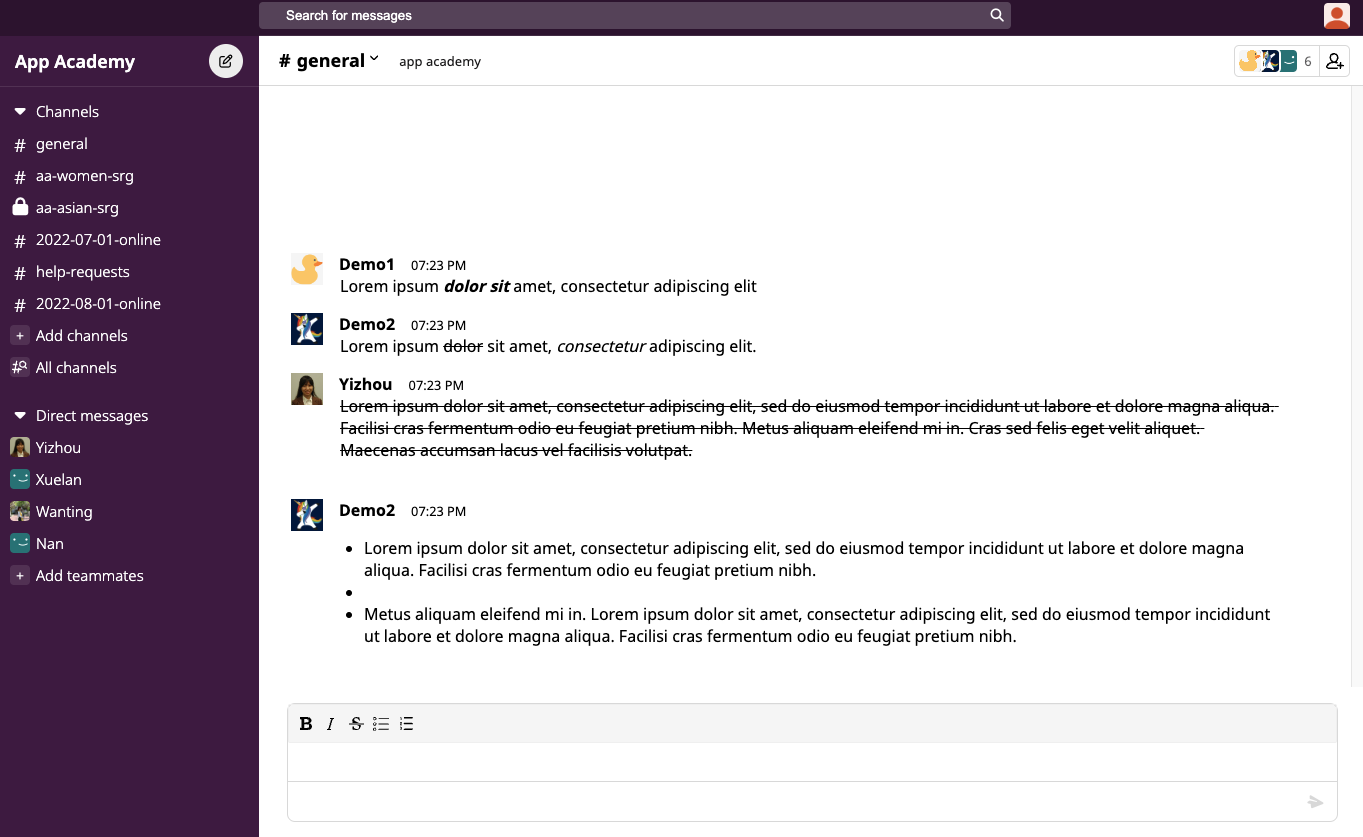 Search for messages
App Academy
# general
app academy
6
Channels
# general
# aa-women-srg
aa-asian-srg
# 2022-07-01-online
# help-requests
# 2022-08-01-online
+ Add channels
# All channels
Direct messages
Yizhou
Xuelan
Wanting
Nan
+ Add teammates
Demo1 07:23 PM
Lorem ipsum dolor sit amet, consectetur adipiscing elit
Demo2 07:23 PM
Lorem ipsum dolor sit amet, consectetur adipiscing elit.
Yizhou 07:23 PM
Lorem ipsum dolor sit amet, consectetur adipiscing elit, sed do eiusmod tempor incididunt ut labore et dolore magna aliqua.
Facilisi cras fermentum odio eu feugiat pretium nibh. Metus aliquam eleifend mi in. Cras sed felis eget velit aliquet.
Maecenas accumsan lacus vel facilisis volutpat.
Demo2 07:23 PM
• Lorem ipsum dolor sit amet, consectetur adipiscing elit, sed do eiusmod tempor incididunt ut labore et dolore magna
aliqua. Facilisi cras fermentum odio eu feugiat pretium nibh.
•
• Metus aliquam eleifend mi in. Lorem ipsum dolor sit amet, consectetur adipiscing elit, sed do eiusmod tempor incididunt
ut labore et dolore magna aliqua. Facilisi cras fermentum odio eu feugiat pretium nibh.
B I S